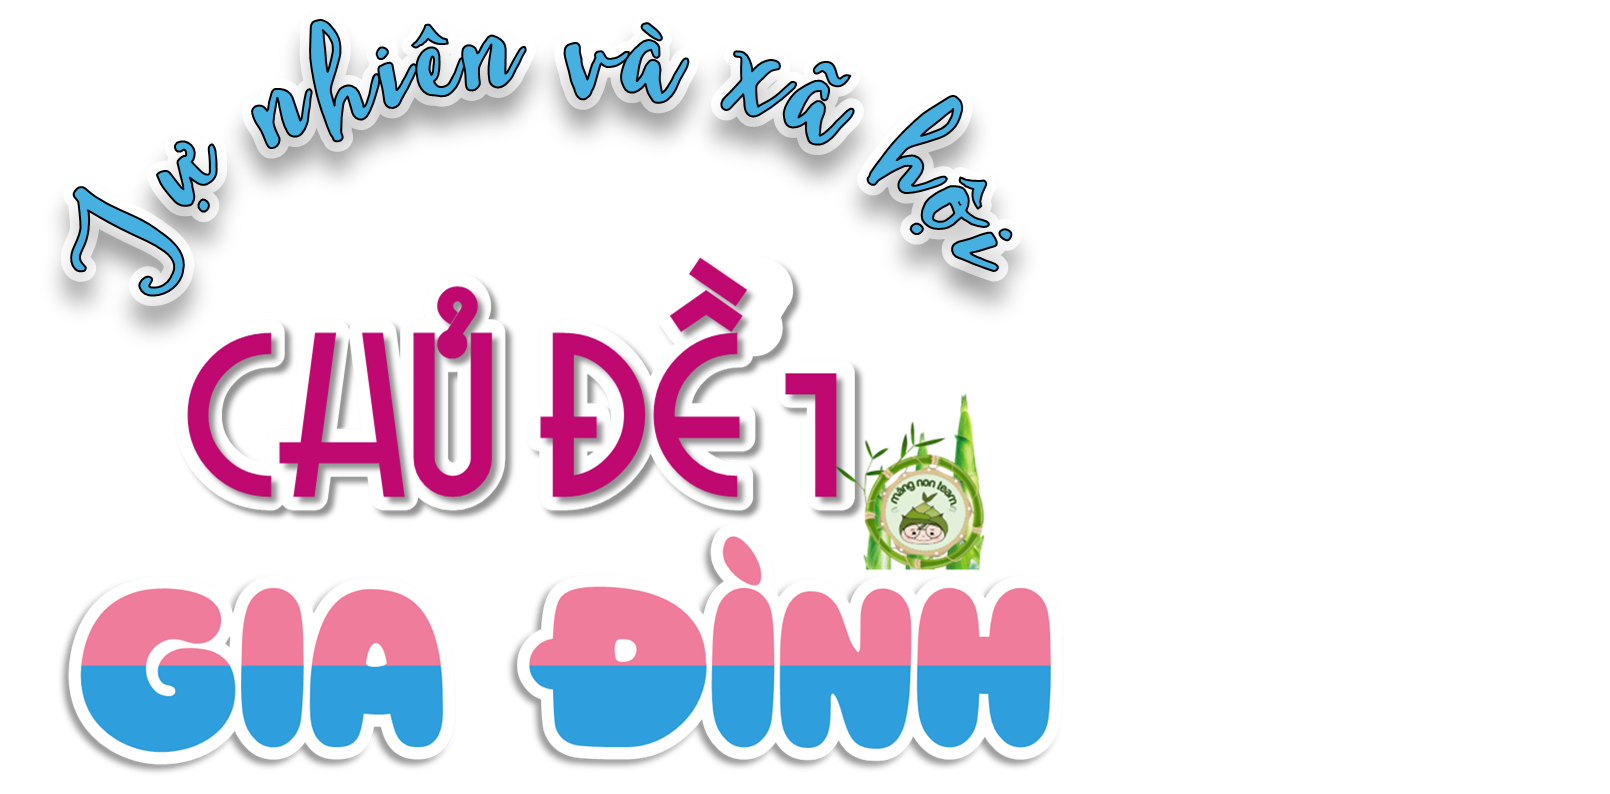 Tự nhiên và xã hội
CHỦ ĐỀ 1
măng non team
GIA ĐÌNH